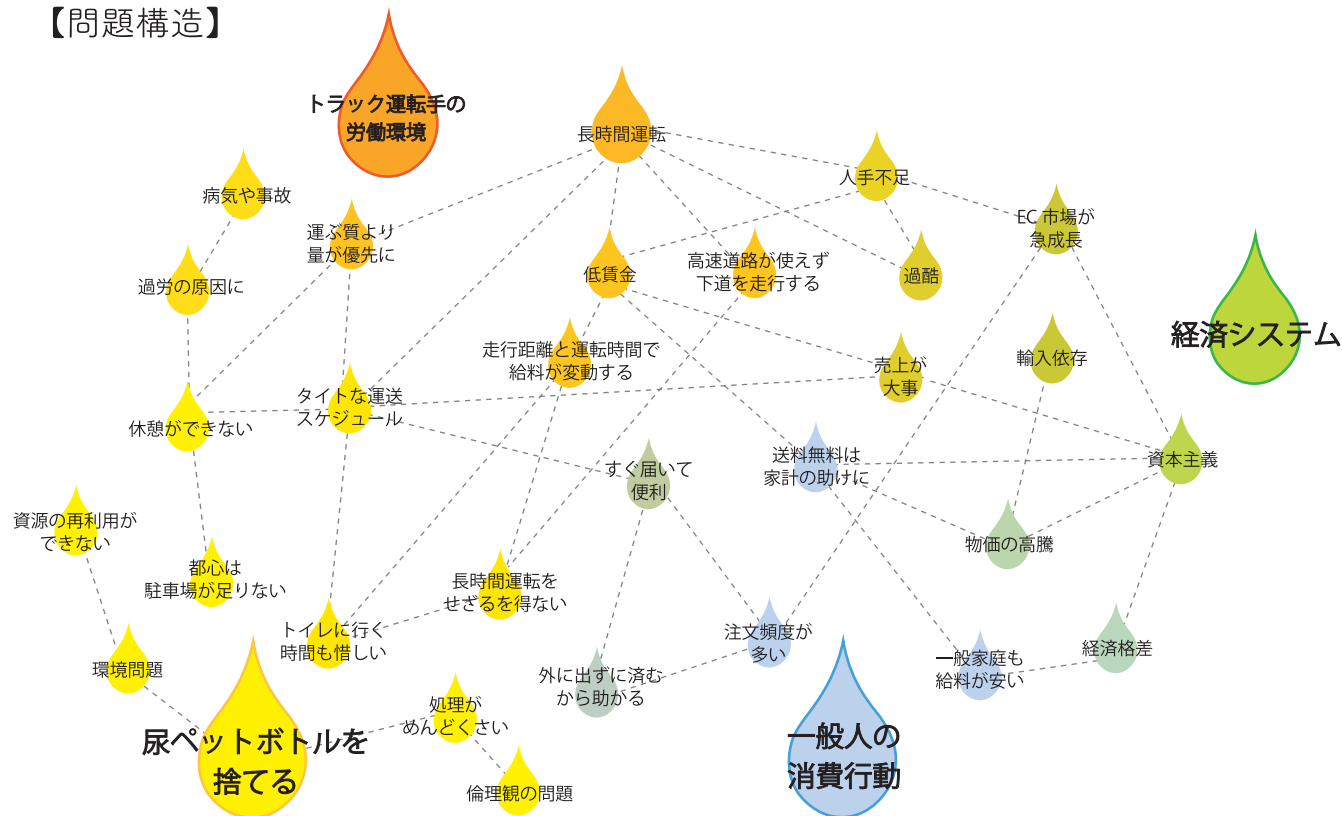 【問題構造】
トラック運転手の
労働環境
長時間運転
人手不足
病気や事故
運ぶ質より
量が優先に
EC 市場が
急成長
過労の原因に
低賃金
高速道路が使えず
下道を走行する
過酷
経済システム
走行距離と運転時間で
給料が変動する
売上が
大事
輸入依存
タイトな運送
スケジュール
休憩ができない
すぐ届いて
便利
送料無料は
家計の助けに
資本主義
資源の再利用が
できない
物価の高騰
都心は
駐車場が足りない
長時間運転を
せざるを得ない
トイレに行く
時間も惜しい
注文頻度が
多い
環境問題
外に出ずに済む
から助かる
一般家庭も
給料が安い
経済格差
処理が
めんどくさい
尿ペットボトルを
捨てる
一般人の
消費行動
倫理観の問題